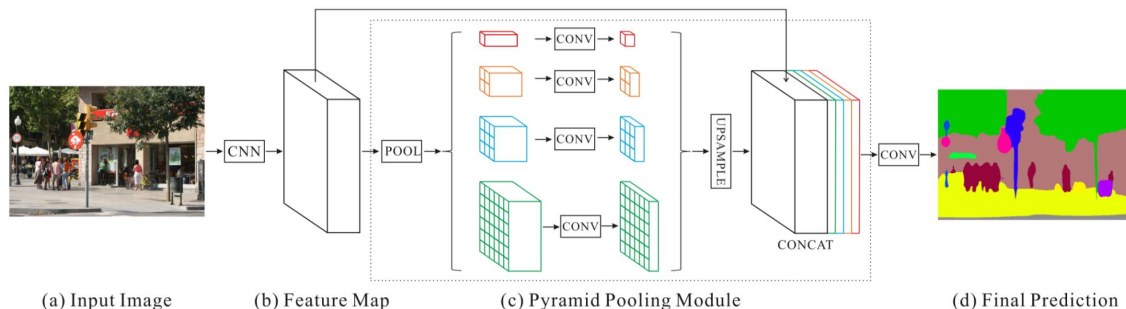 CNN
POOL
CONV
CONV
CONV
CONV
UPSAMPLE
CONCAT
CONV
(a) Input Image
(b) Feature Map
(c) Pyramid Pooling Module
(d) Final Prediction